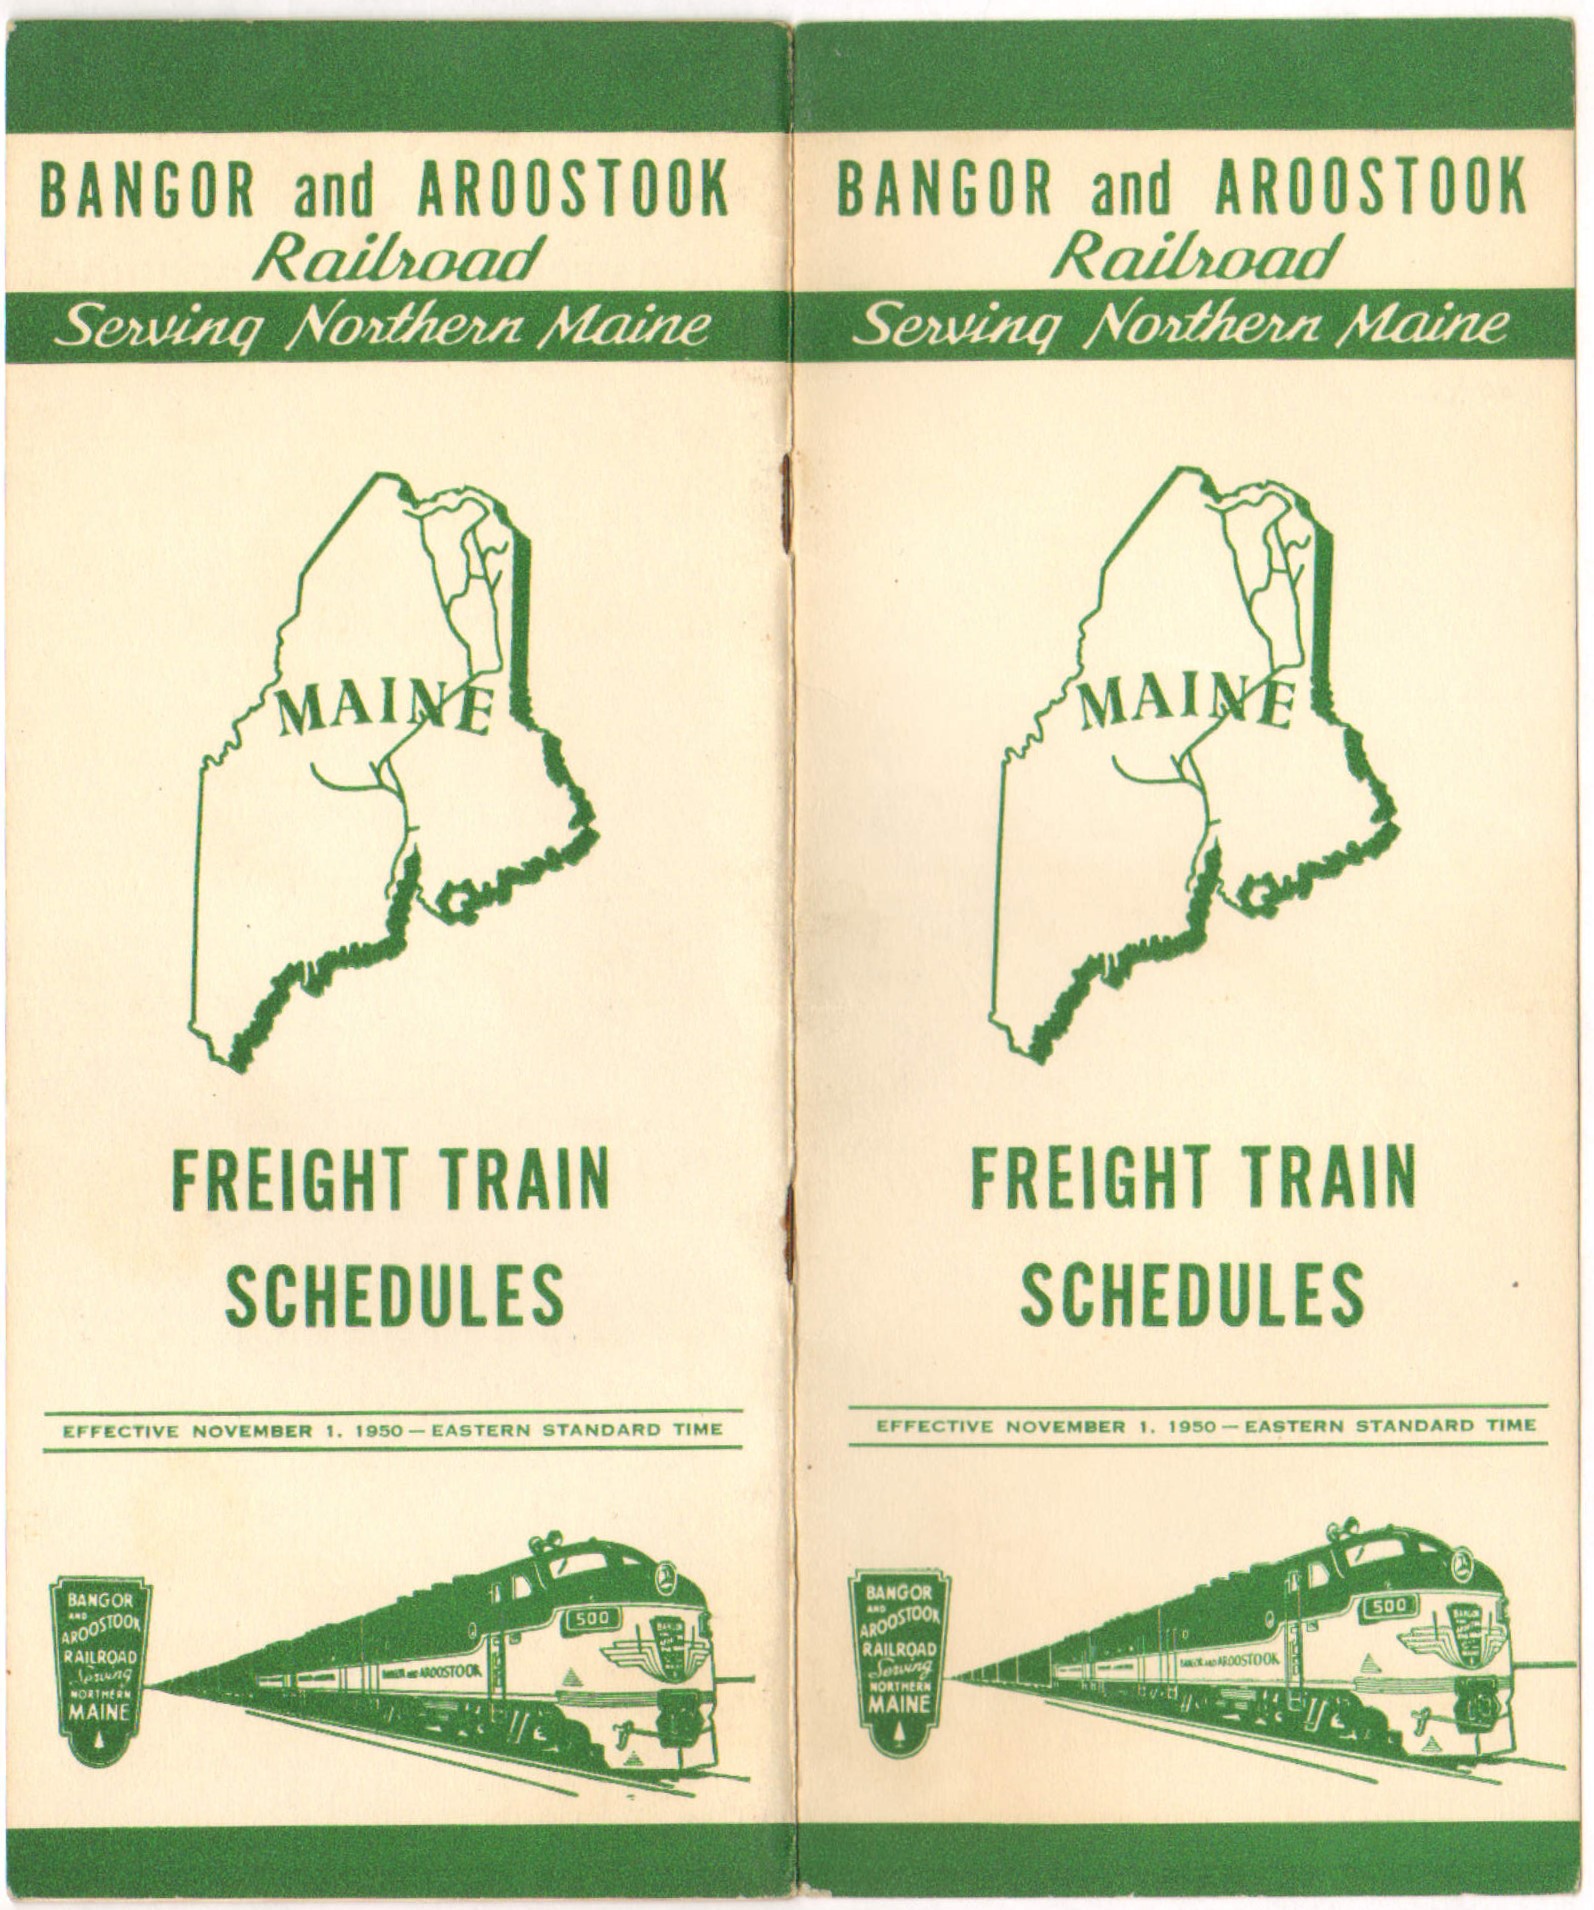 BANGOR and AROOSTOOK
Railroad
Serving Northern Maine
MAINE
FREIGHT TRAIN
SCHEDULES
EFFECTIVE NOVEMBER 1, 1950 — EASTERN STANDARD TIME
BANGOR
AND
AROOSTOOK
RAILROAD
Serving
NORTHERN
MAINE
500
BANGOR
BANGOR AND AROOSTOOK
BANGOR and AROOSTOOK
Railroad
Serving Northern Maine
MAINE
FREIGHT TRAIN
SCHEDULES
EFFECTIVE NOVEMBER 1, 1950 — EASTERN STANDARD TIME
BANGOR
AND
AROOSTOOK
RAILROAD
Serving
NORTHERN
MAINE
500
BANGOR
BANGOR AND AROOSTOOK